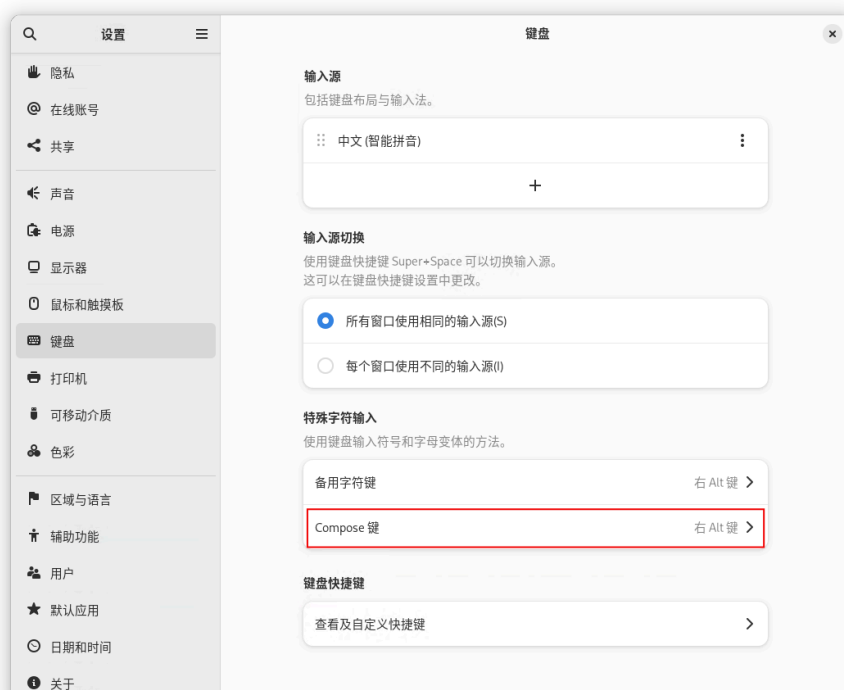 设置
键盘
隐私
在线账号
共享
声音
电源
显示器
鼠标和触摸板
键盘
打印机
可移动介质
色彩
区域与语言
辅助功能
用户
默认应用
日期和时间
关于
输入源
包括键盘布局与输入法。
中文 (智能拼音)
输入源切换
使用键盘快捷键 Super+Space 可以切换输入源。
这可以在键盘快捷键设置中更改。
所有窗口使用相同的输入源(S)
每个窗口使用不同的输入源(I)
特殊字符输入
使用键盘输入符号和字母变体的方法。
备用字符键 右 Alt 键
Compose 键 右 Alt 键
键盘快捷键
查看及自定义快捷键